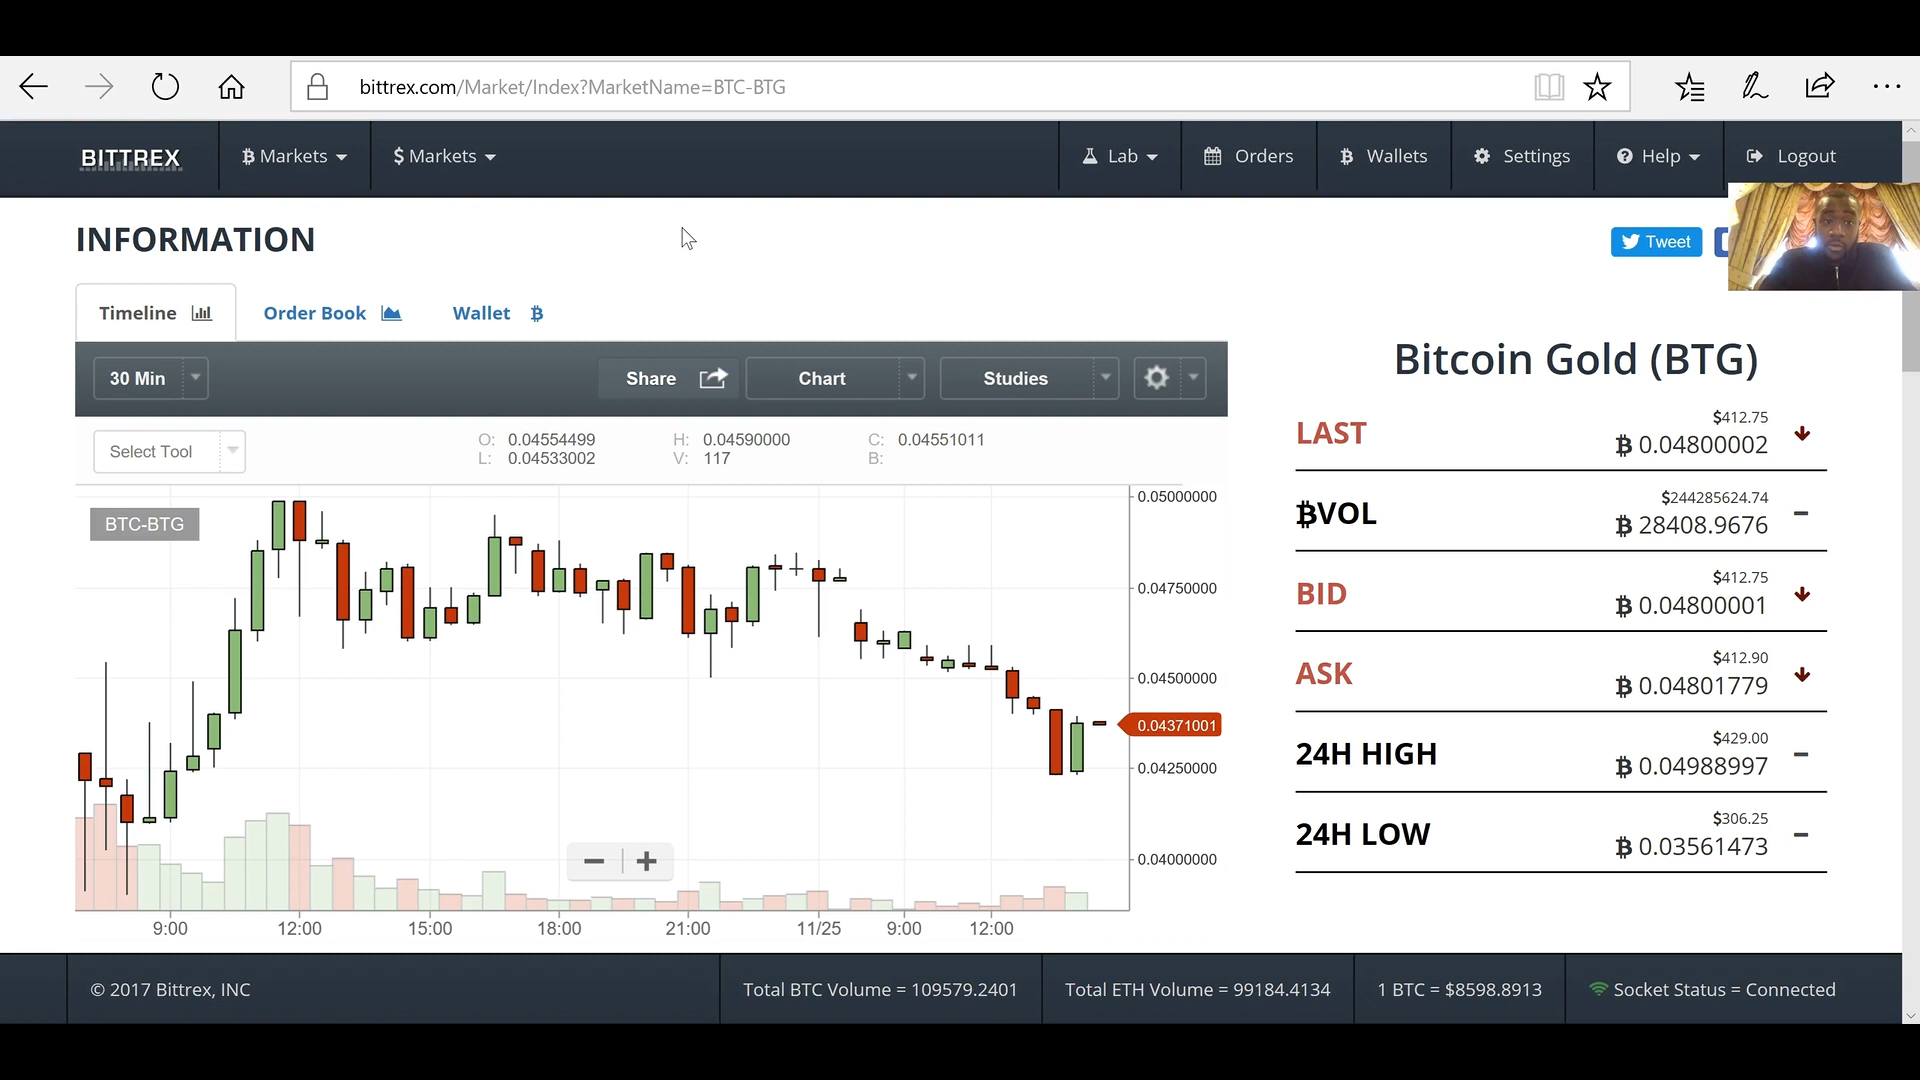 bittrex.com/Market/Index?MarketName=BTC-BTG
BITTREX
Markets
$ Markets
Lab
Orders
Wallets
Settings
Help
Logout
INFORMATION
Tweet
Timeline
Order Book
Wallet
30 Min
Share
Chart
Studies
Select Tool
O: 0.04554499 H: 0.04590000 C: 0.04551011
L: 0.04533002 V: 117 B:
BTC-BTG
0.05000000
0.04750000
0.04500000
0.04371001
0.04250000
0.04000000
9:00 12:00 15:00 18:00 21:00 11/25 9:00 12:00
Bitcoin Gold (BTG)
$412.75
LAST ₿ 0.04800002
$244285624.74
₿VOL ₿ 28408.9676
$412.75
BID ₿ 0.04800001
$412.90
ASK ₿ 0.04801779
$429.00
24H HIGH ₿ 0.04988997
$306.25
24H LOW ₿ 0.03561473
© 2017 Bittrex, INC
Total BTC Volume = 109579.2401
Total ETH Volume = 99184.4134
1 BTC = $8598.8913
Socket Status = Connected